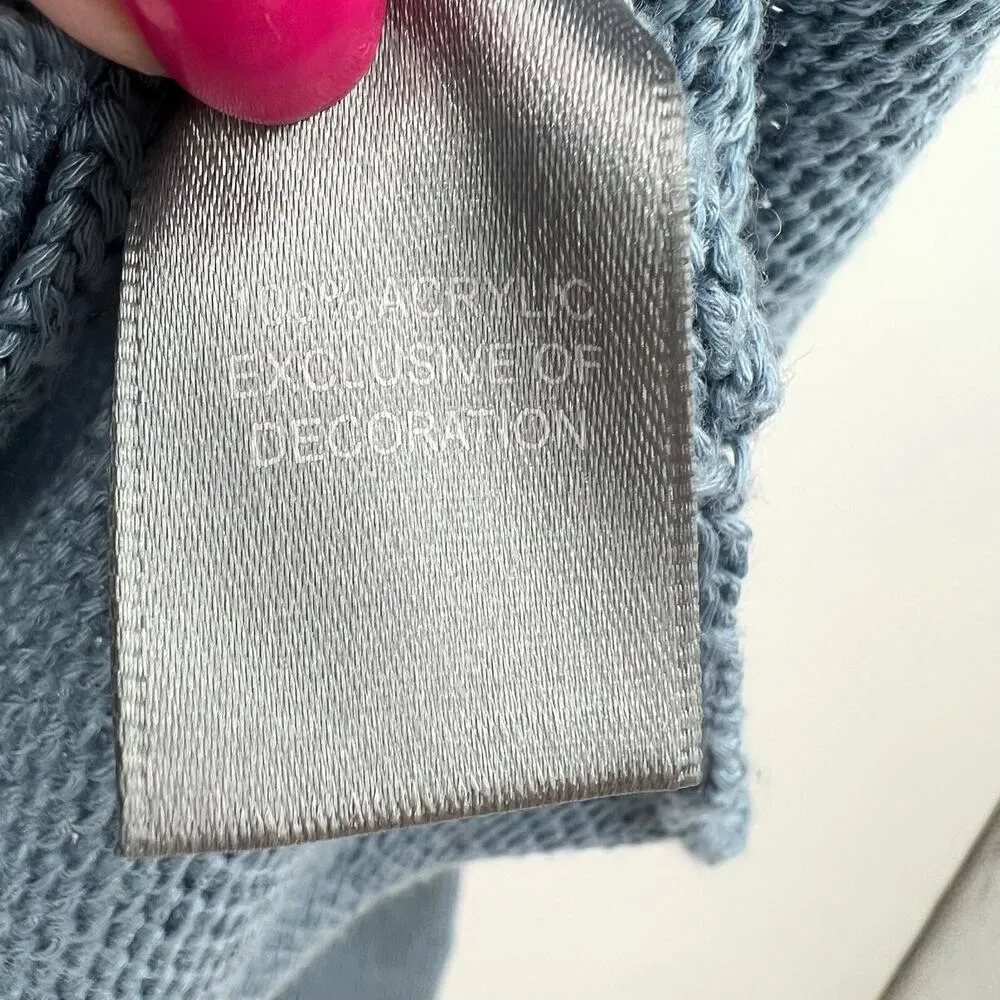 100% ACRYLIC
EXCLUSIVE OF
DECORATION